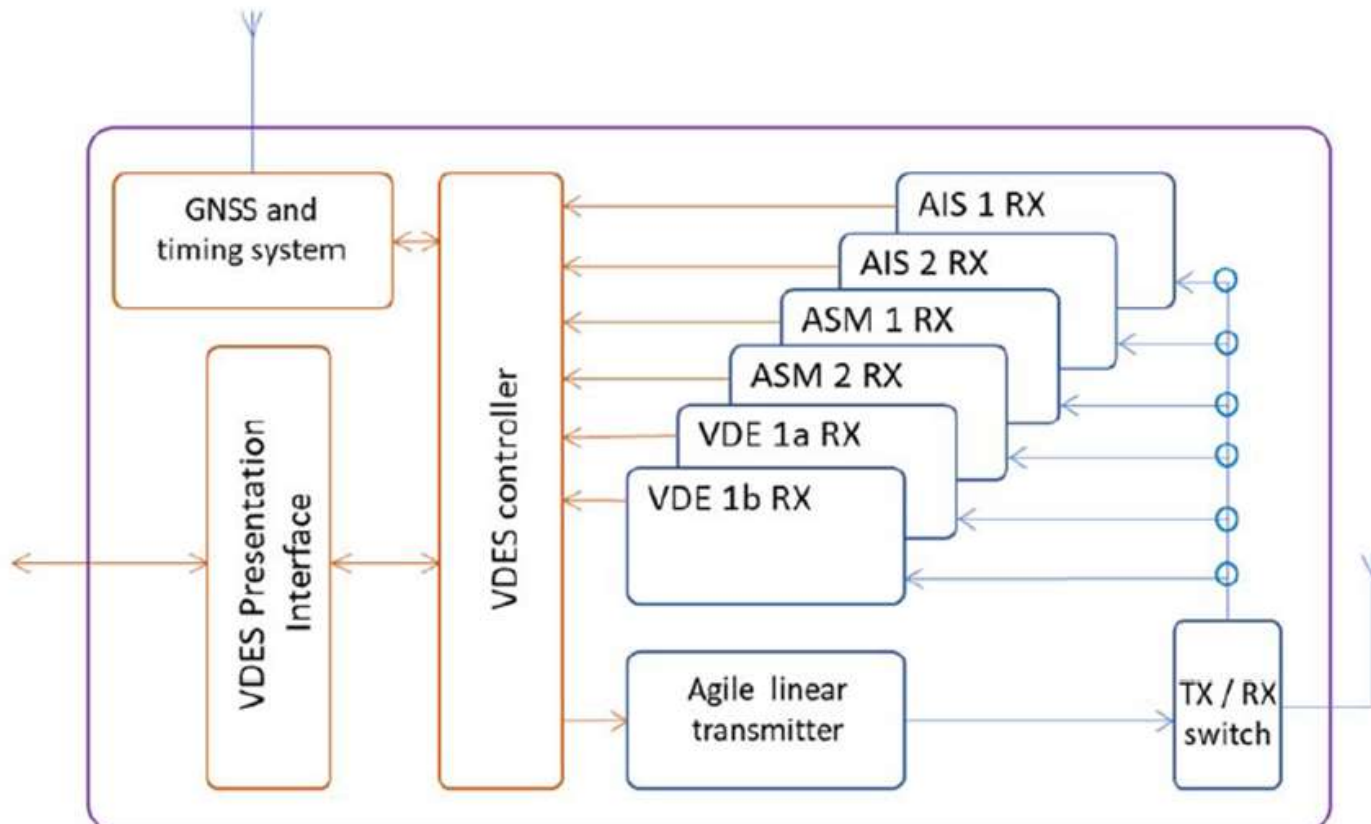 GNSS and
timing system
VDES Presentation
Interface
VDES controller
AIS 1 RX
AIS 2 RX
ASM 1 RX
ASM 2 RX
VDE 1a RX
VDE 1b RX
Agile linear
transmitter
TX / RX
switch